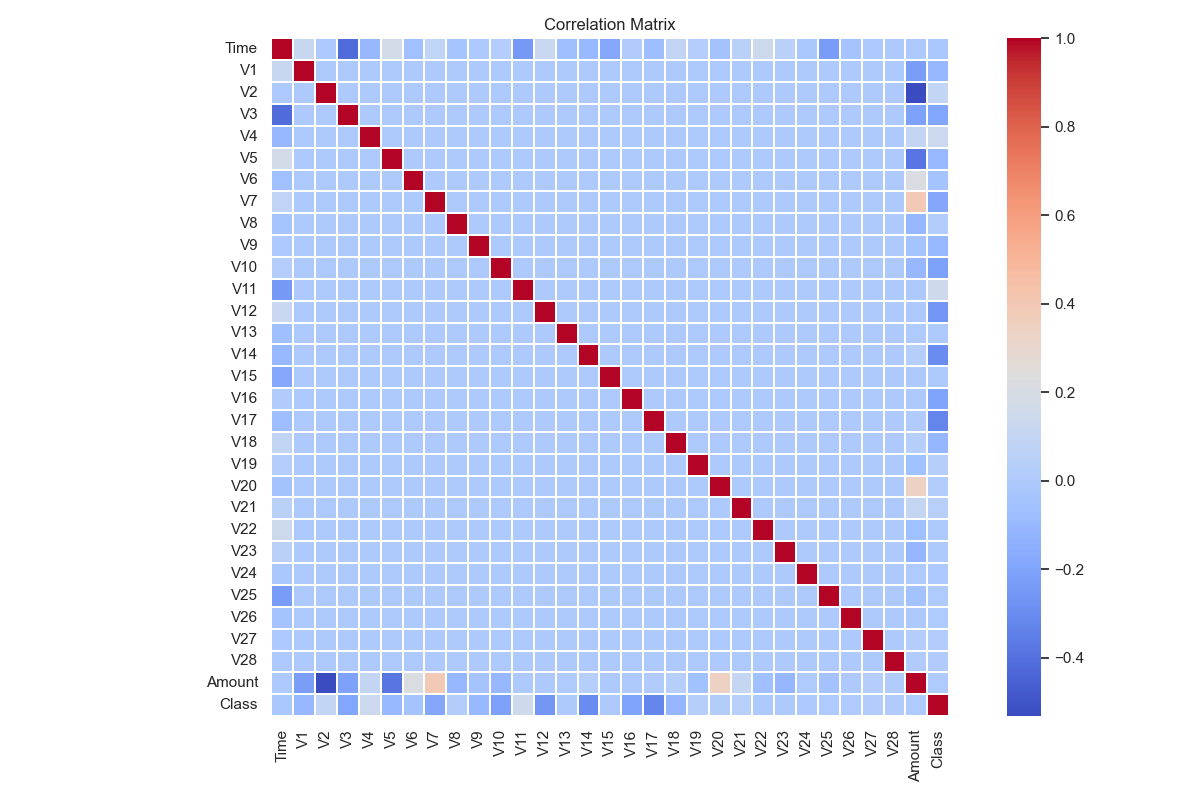 Correlation Matrix
Time
V1
V2
V3
V4
V5
V6
V7
V8
V9
V10
V11
V12
V13
V14
V15
V16
V17
V18
V19
V20
V21
V22
V23
V24
V25
V26
V27
V28
Amount
Class
Time V1 V2 V3 V4 V5 V6 V7 V8 V9 V10 V11 V12 V13 V14 V15 V16 V17 V18 V19 V20 V21 V22 V23 V24 V25 V26 V27 V28 Amount Class
1.0
0.8
0.6
0.4
0.2
0.0
−0.2
−0.4